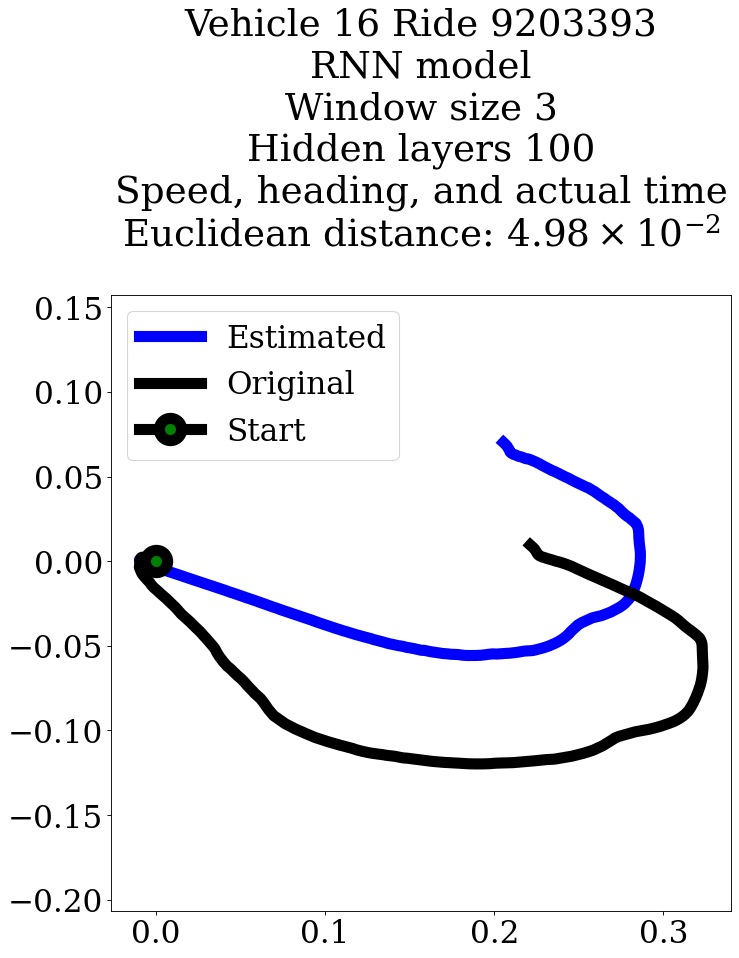 Vehicle 16 Ride 9203393
RNN model
Window size 3
Hidden layers 100
Speed, heading, and actual time
Euclidean distance: 4.98 × 10⁻²
Estimated
Original
Start
0.15
0.10
0.05
0.00
−0.05
−0.10
−0.15
−0.20
0.0 0.1 0.2 0.3